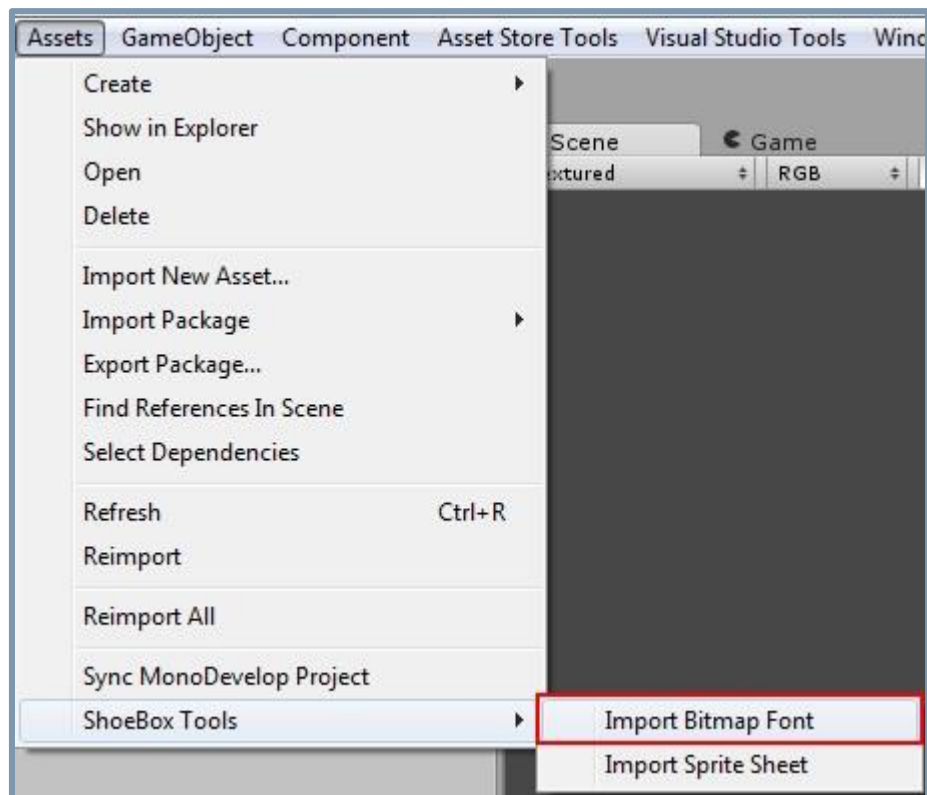 Assets GameObject Component Asset Store Tools Visual Studio Tools
Create
Show in Explorer
Scene Game
Open
RGB
Delete
Import New Asset...
Import Package
Export Package...
Find References In Scene
Select Dependencies
Refresh Ctrl+R
Reimport
Reimport All
Sync MonoDevelop Project
ShoeBox Tools
Import Bitmap Font
Import Sprite Sheet